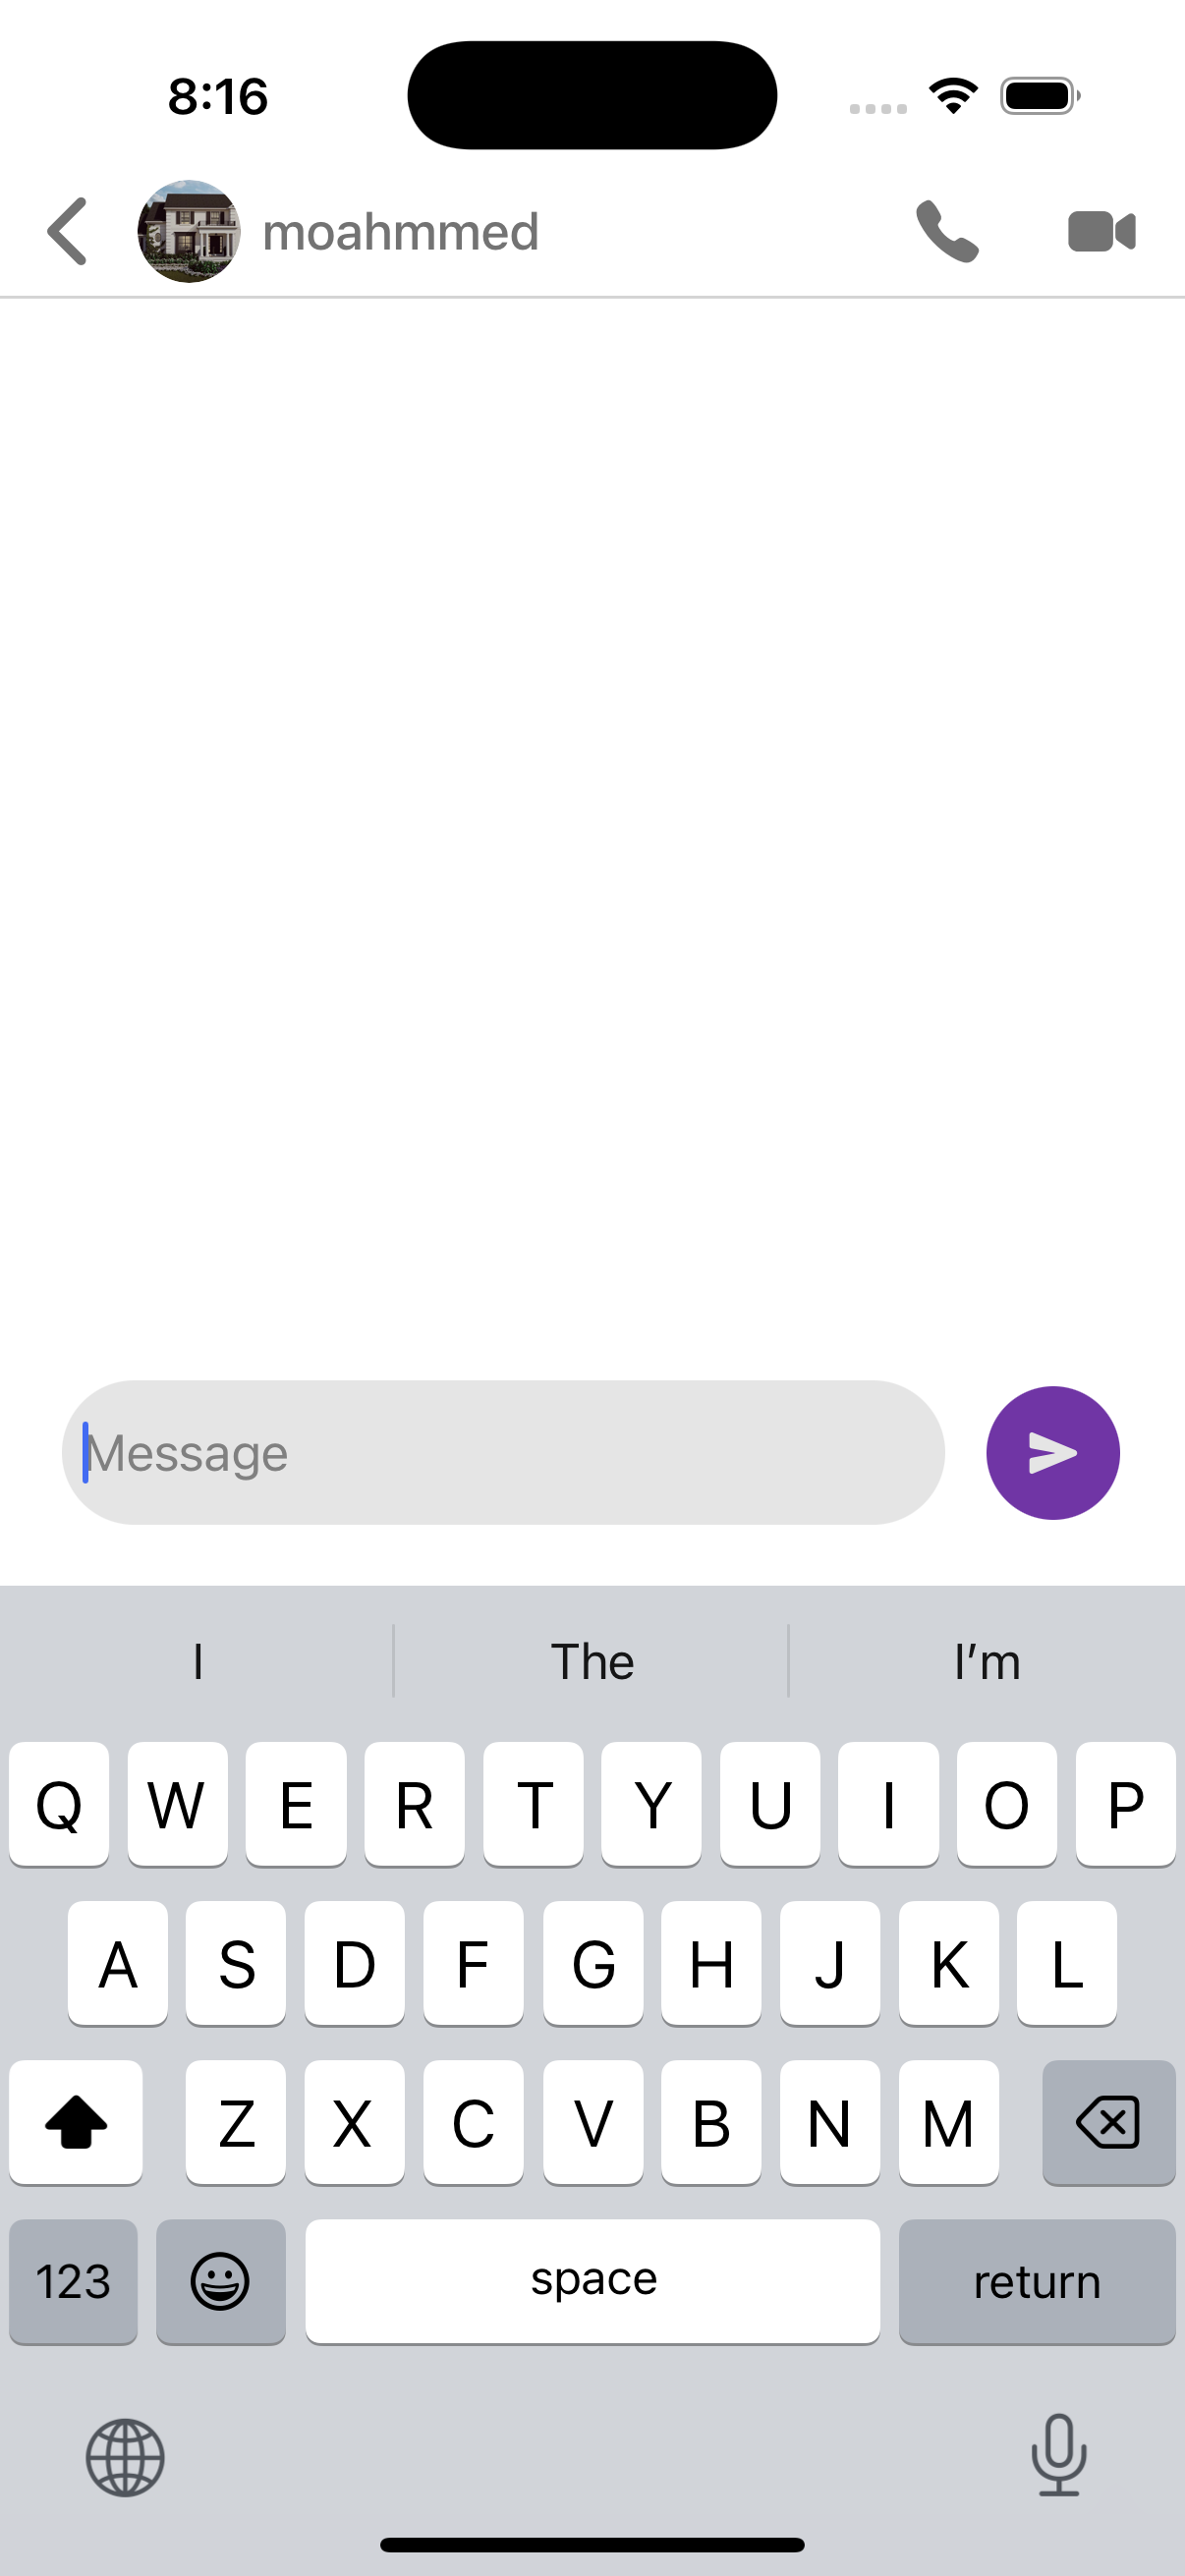 8:16
moahmmed
Message
I The I’m
Q W E R T Y U I O P
A S D F G H J K L
Z X C V B N M
123 space return